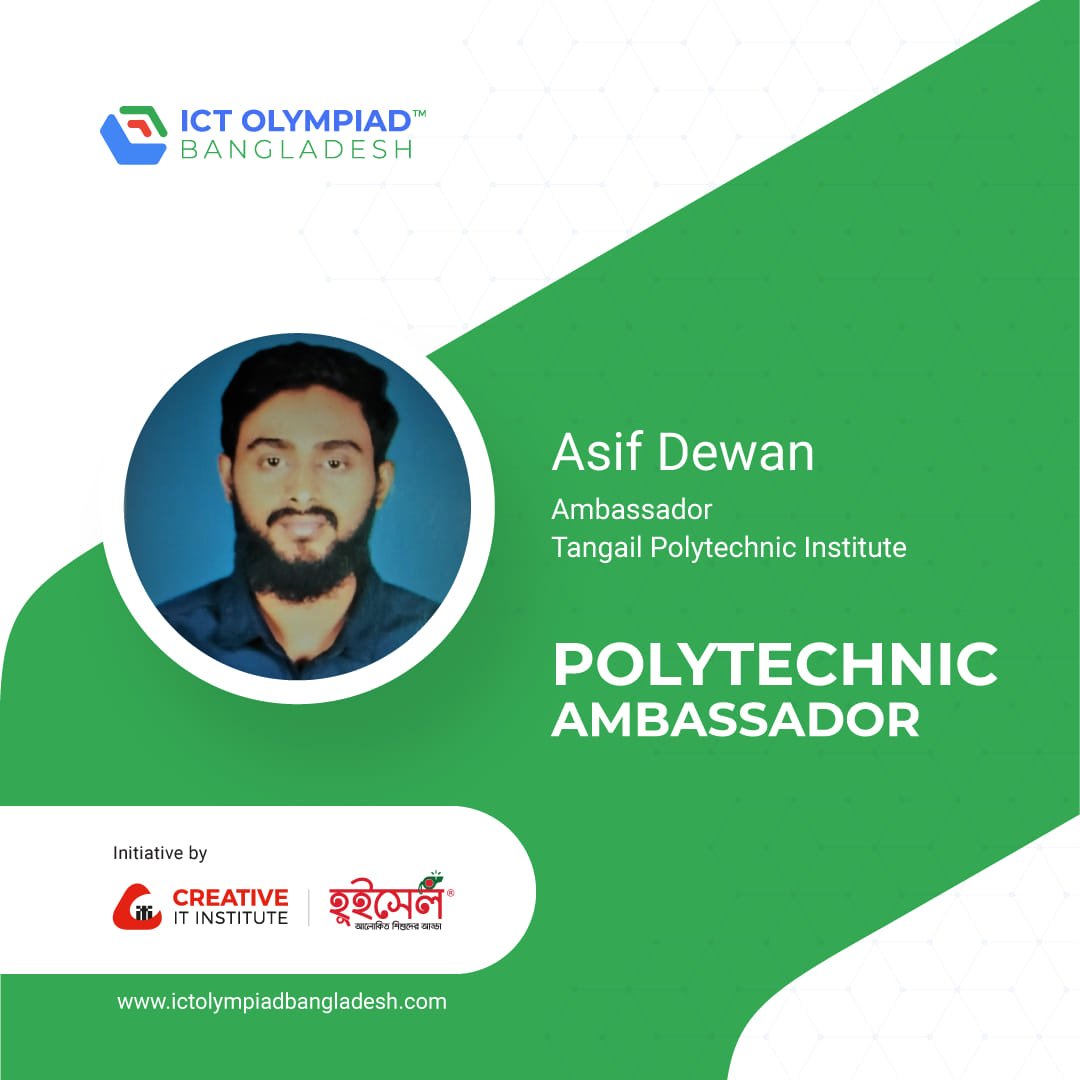 ICT OLYMPIAD™
BANGLADESH
Asif Dewan
Ambassador
Tangail Polytechnic Institute
POLYTECHNIC
AMBASSADOR
Initiative by
CREATIVE
IT INSTITUTE
হুইসেল®
আলোকিত শিশুদের আড্ডা
www.ictolympiadbangladesh.com